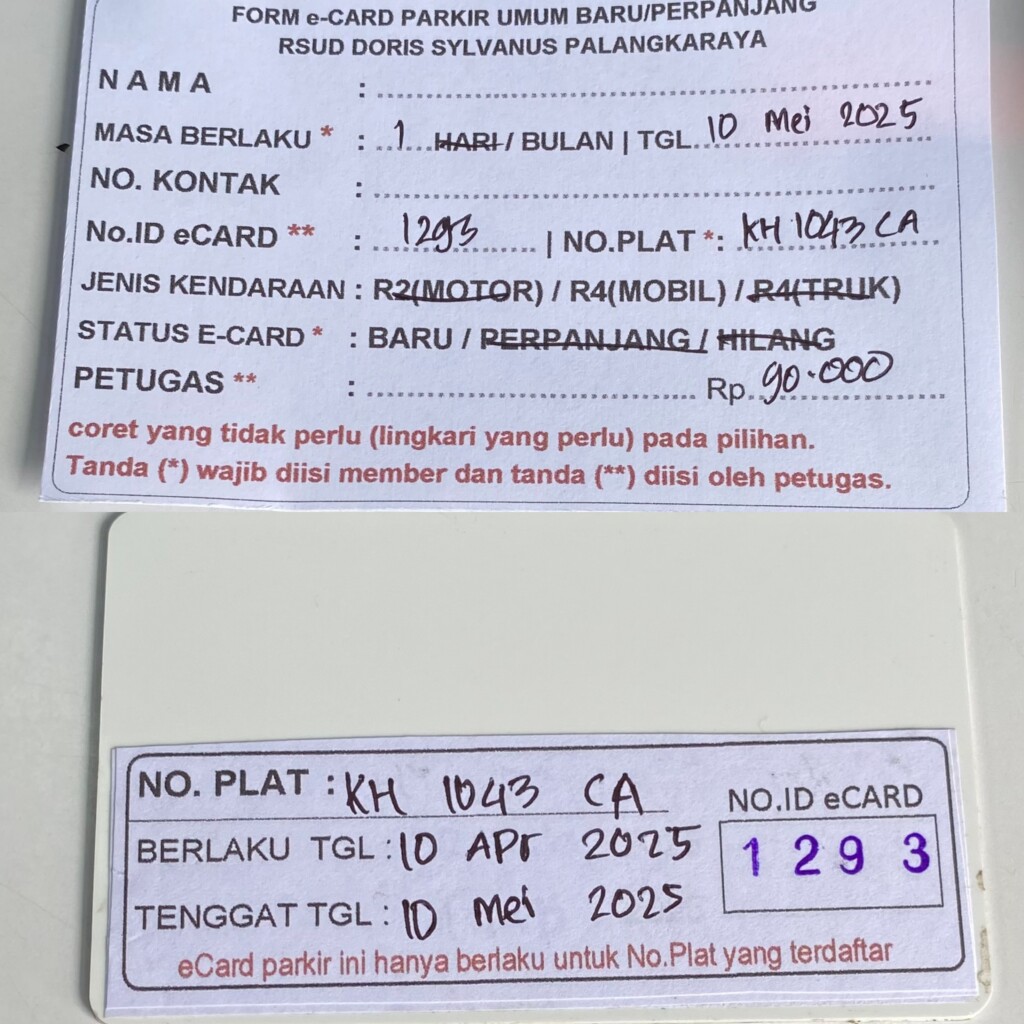 FORM e-CARD PARKIR UMUM BARU/PERPANJANG
RSUD DORIS SYLVANUS PALANGKARAYA
NAMA :
MASA BERLAKU * : 1 HARI / BULAN | TGL. 10 Mei 2025
NO. KONTAK :
No.ID eCARD ** : 1293 | NO.PLAT *: KH 1043 CA
JENIS KENDARAAN : R2(MOTOR) / R4(MOBIL) / R4(TRUK)
STATUS E-CARD * : BARU / PERPANJANG / HILANG
PETUGAS ** : Rp. 90.000
coret yang tidak perlu (lingkari yang perlu) pada pilihan.
Tanda (*) wajib diisi member dan tanda (**) diisi oleh petugas.
NO. PLAT : KH 1043 CA
NO.ID eCARD
BERLAKU TGL : 10 APr 2025
1293
TENGGAT TGL : 10 Mei 2025
eCard parkir ini hanya berlaku untuk No.Plat yang terdaftar